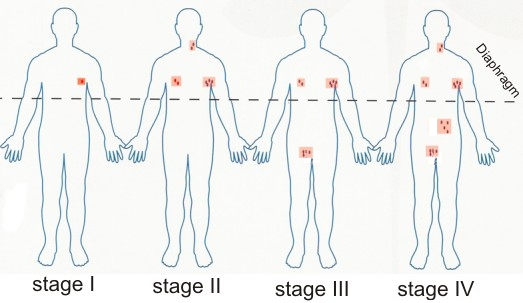 Diaphragm
stage I
stage II
stage III
stage IV